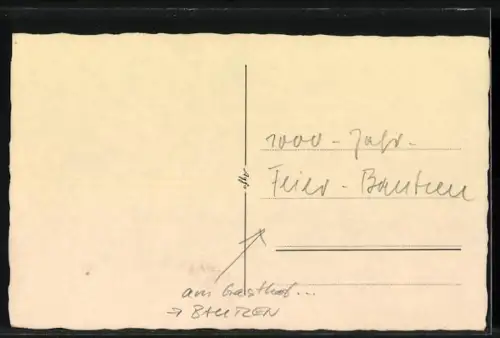 1000 - Jahr -
Feier - Bautzen
am Gasthof...
→ BAUTZEN